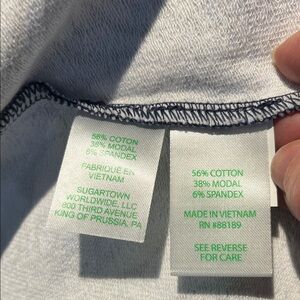 56% COTON
38% MODAL
6% SPANDEX
FABRIQUE EN
VIETNAM
SUGARTOWN
WORLDWIDE, LLC
800 THIRD AVENUE
KING OF PRUSSIA, PA
56% COTTON
38% MODAL
6% SPANDEX
MADE IN VIETNAM
RN #88189
SEE REVERSE
FOR CARE